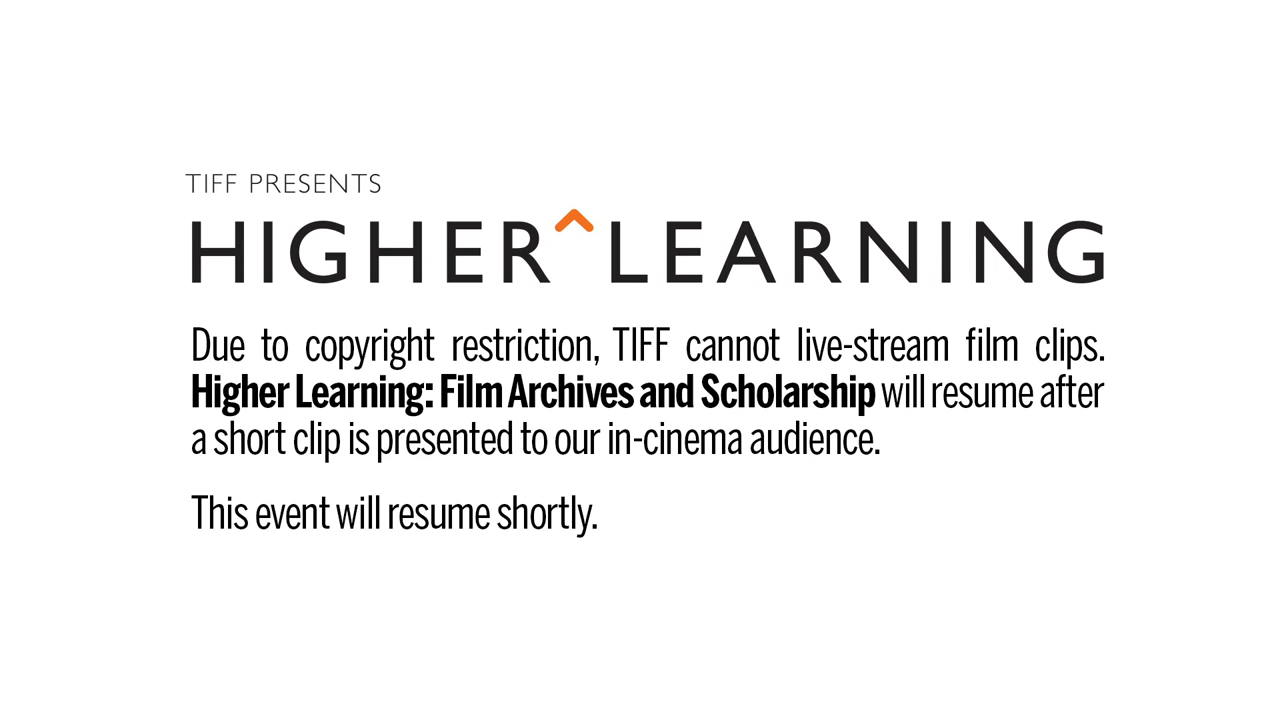 TIFF PRESENTS
HIGHER^LEARNING
Due to copyright restriction, TIFF cannot live-stream film clips.
Higher Learning: Film Archives and Scholarship will resume after
a short clip is presented to our in-cinema audience.
This event will resume shortly.